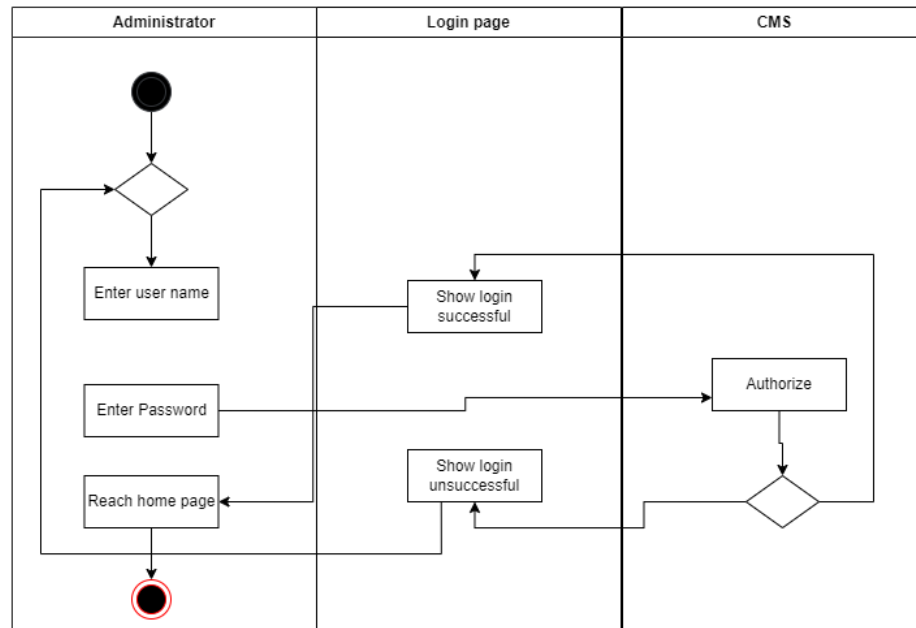 Administrator
Login page
CMS
Enter user name
Show login
successful
Authorize
Enter Password
Show login
unsuccessful
Reach home page